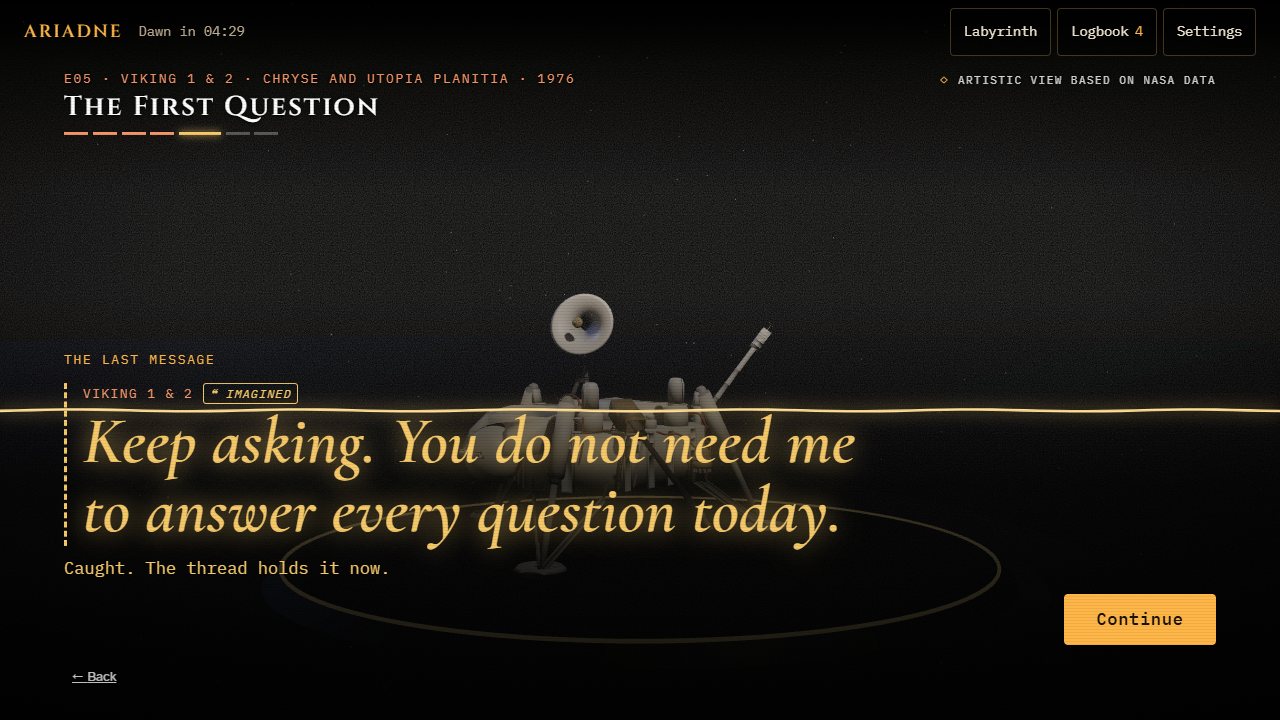 ARIADNE Dawn in 04:29 Labyrinth Logbook 4 Settings
E05 · VIKING 1 & 2 · CHRYSE AND UTOPIA PLANITIA · 1976
◇ ARTISTIC VIEW BASED ON NASA DATA
The First Question
THE LAST MESSAGE
VIKING 1 & 2 ❝ IMAGINED
Keep asking. You do not need me
to answer every question today.
Caught. The thread holds it now.
Continue
← Back